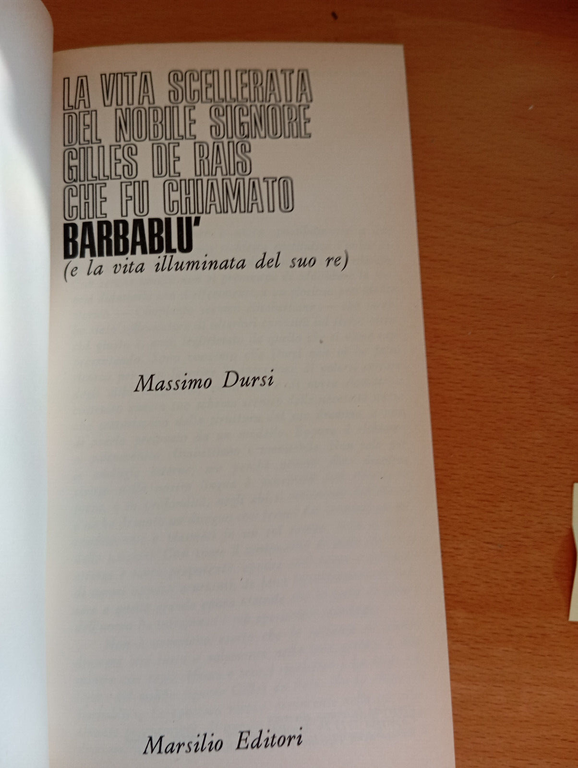 LA VITA SCELLERATA
DEL NOBILE SIGNORE
GILLES DE RAIS
CHE FU CHIAMATO
BARBABLU'
(e la vita illuminata del suo re)
Massimo Dursi
Marsilio Editori